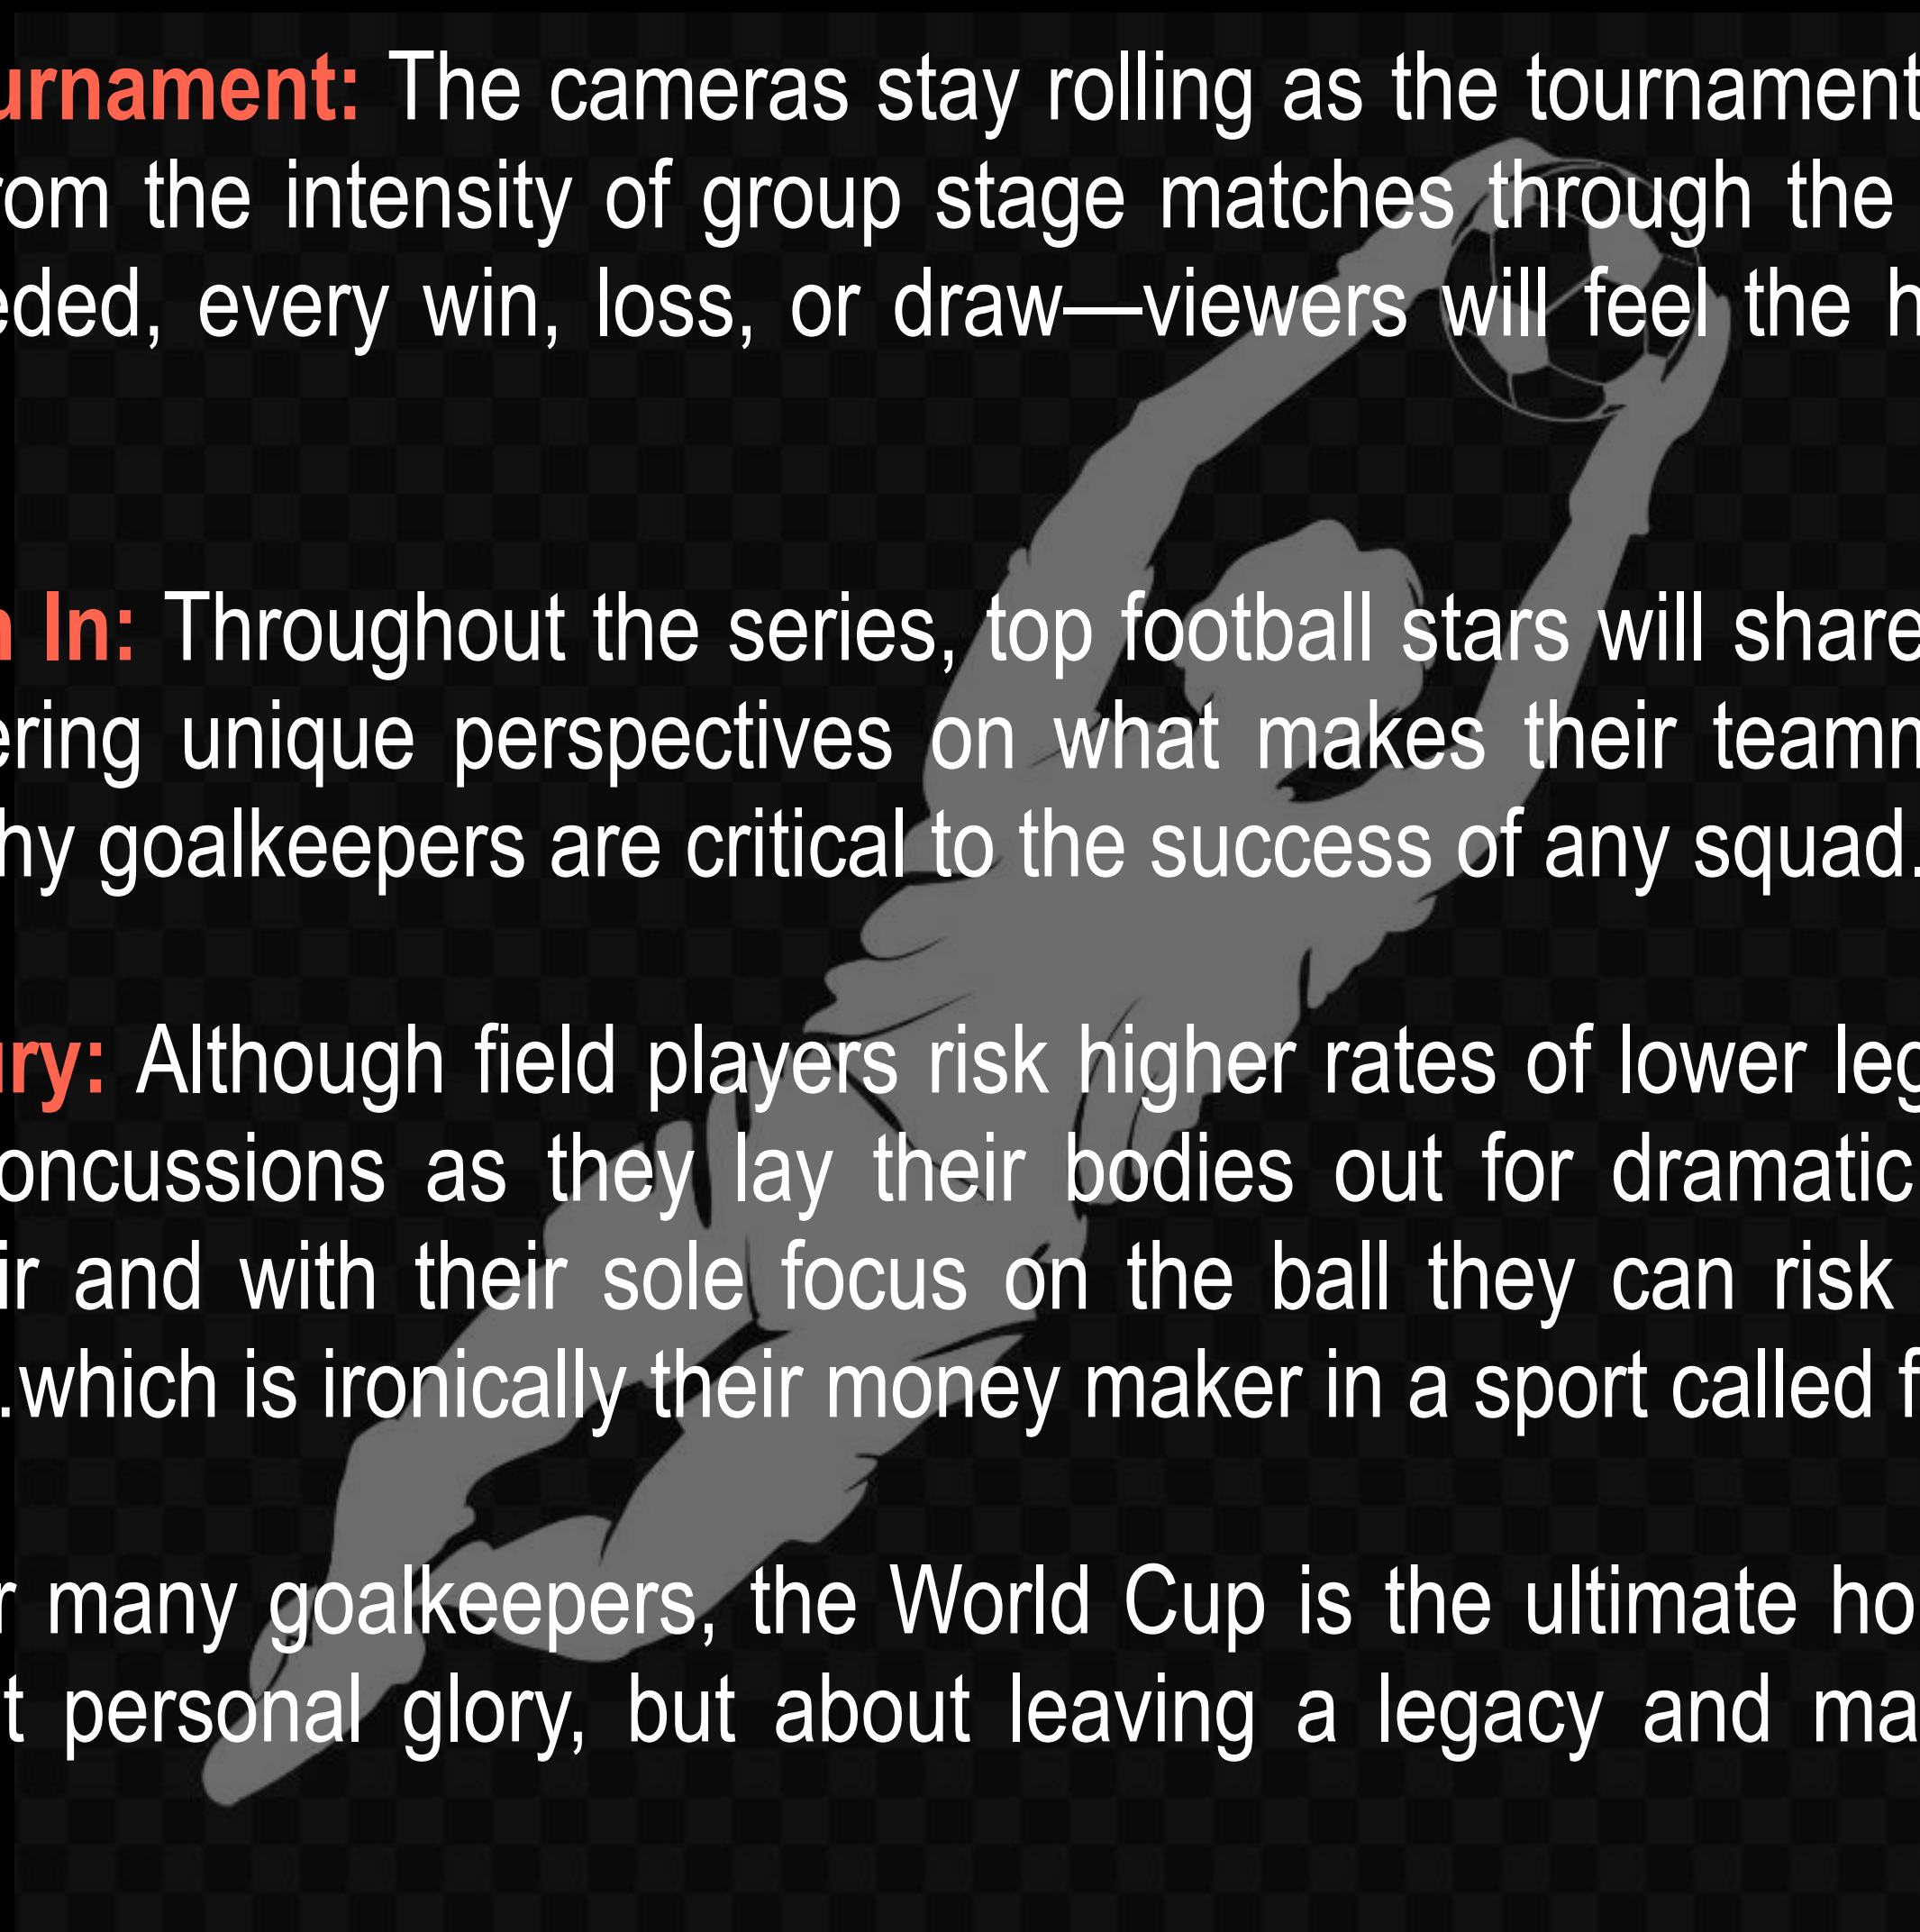 urnament: The cameras stay rolling as the tournament
rom the intensity of group stage matches through the
eded, every win, loss, or draw—viewers will feel the h
n In: Throughout the series, top football stars will share
ering unique perspectives on what makes their teamn
hy goalkeepers are critical to the success of any squad.
ury: Although field players risk higher rates of lower leg
oncussions as they lay their bodies out for dramatic
ir and with their sole focus on the ball they can risk
.which is ironically their money maker in a sport called f
r many goalkeepers, the World Cup is the ultimate ho
t personal glory, but about leaving a legacy and ma